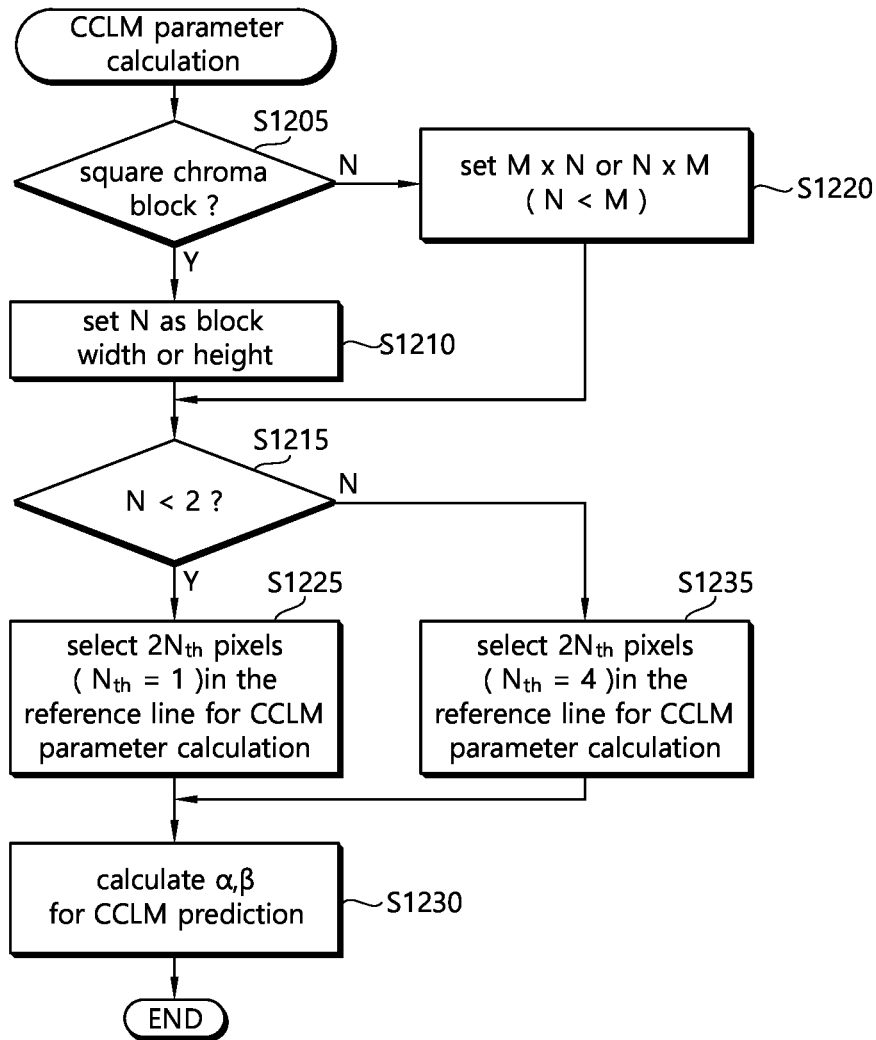 CCLM parameter
calculation
S1205
square chroma
block ?
N
set M x N or N x M
( N < M )
S1220
Y
set N as block
width or height
S1210
S1215
N < 2 ?
N
Y
S1225
select 2Nth pixels
( Nth = 1 )in the
reference line for CCLM
parameter calculation
S1235
select 2Nth pixels
( Nth = 4 )in the
reference line for CCLM
parameter calculation
calculate α,β
for CCLM prediction
S1230
END